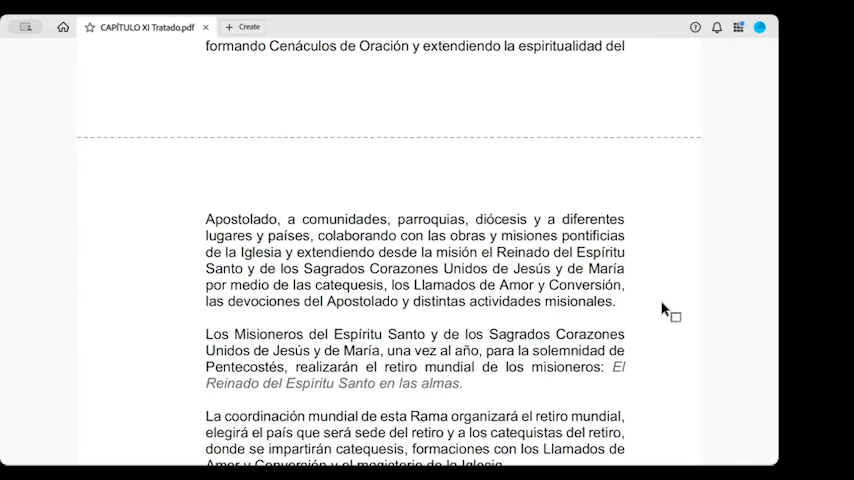 CAPÍTULO XI Tratado.pdf
Create
formando Cenáculos de Oración y extendiendo la espiritualidad del
Apostolado, a comunidades, parroquias, diócesis y a diferentes
lugares y países, colaborando con las obras y misiones pontificias
de la Iglesia y extendiendo desde la misión el Reinado del Espíritu
Santo y de los Sagrados Corazones Unidos de Jesús y de María
por medio de las catequesis, los Llamados de Amor y Conversión,
las devociones del Apostolado y distintas actividades misionales.
Los Misioneros del Espíritu Santo y de los Sagrados Corazones
Unidos de Jesús y de María, una vez al año, para la solemnidad de
Pentecostés, realizarán el retiro mundial de los misioneros: El
Reinado del Espíritu Santo en las almas.
La coordinación mundial de esta Rama organizará el retiro mundial,
elegirá el país que será sede del retiro y a los catequistas del retiro,
donde se impartirán catequesis, formaciones con los Llamados de
Amor y Conversión y el magisterio de la Iglesia